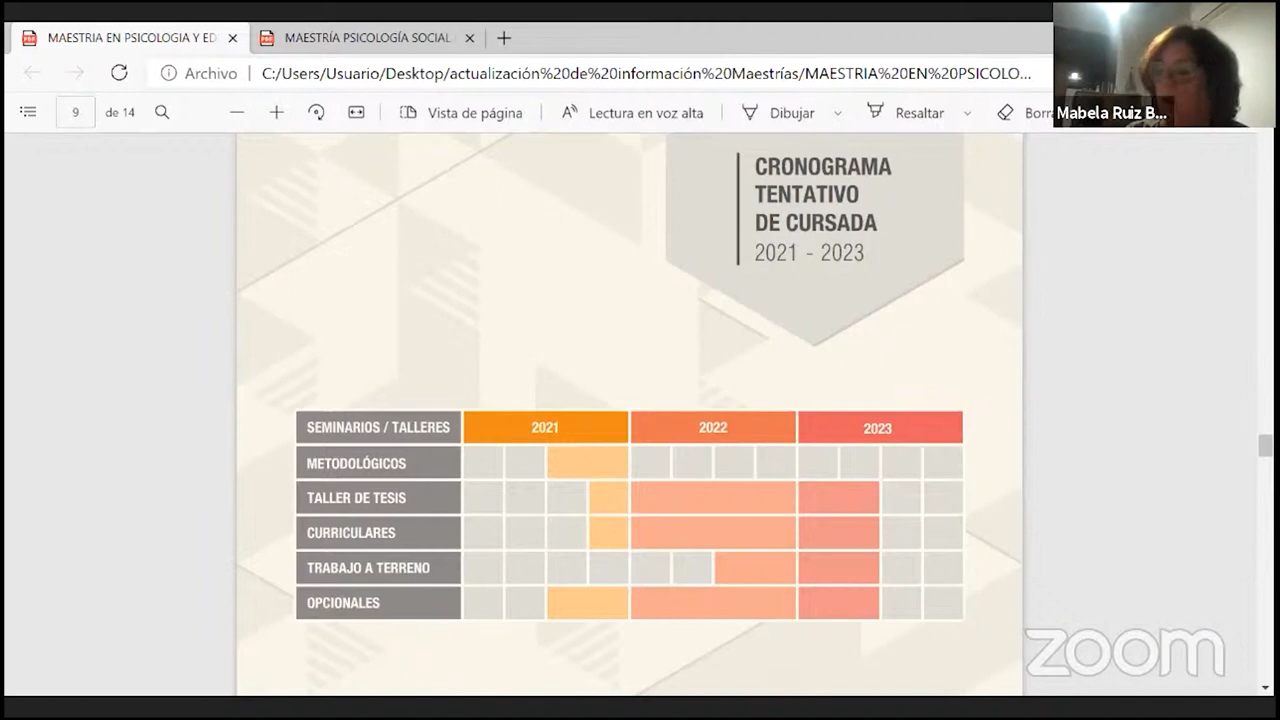 MAESTRIA EN PSICOLOGIA Y ED
MAESTRÍA PSICOLOGÍA SOCIAL
Archivo
C:/Users/Usuario/Desktop/actualización%20de%20información%20Maestrías/MAESTRIA%20EN%20PSICOLO...
9 de 14
Vista de página
Lectura en voz alta
Dibujar
Resaltar
Borr
Mabela Ruiz B...
CRONOGRAMA
TENTATIVO
DE CURSADA
2021 - 2023
SEMINARIOS / TALLERES 2021 2022 2023
METODOLÓGICOS
TALLER DE TESIS
CURRICULARES
TRABAJO A TERRENO
OPCIONALES
zoom